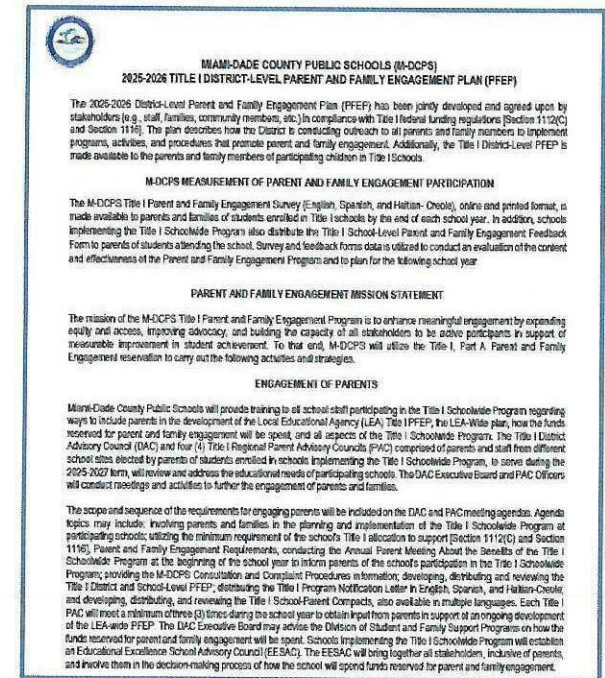 MIAMI-DADE COUNTY PUBLIC SCHOOLS (M-DCPS)
2025-2026 TITLE I DISTRICT-LEVEL PARENT AND FAMILY ENGAGEMENT PLAN (PFEP)
The 2025-2026 District-Level Parent and Family Engagement Plan (PFEP) has been jointly developed and agreed upon by
stakeholders (e.g., staff, families, community members, etc.) in compliance with Title I federal funding regulations [Section 1112(C)
and Section 1116]. The plan describes how the District is conducting outreach to all parents and family members to implement
programs, activities, and procedures that promote parent and family engagement. Additionally, the Title I District-Level PFEP is
made available to the parents and family members of participating children in Title I Schools.
M-DCPS MEASUREMENT OF PARENT AND FAMILY ENGAGEMENT PARTICIPATION
The M-DCPS Title I Parent and Family Engagement Survey (English, Spanish, and Haitian- Creole), online and printed format, is
made available to parents and families of students enrolled in Title I schools by the end of each school year. In addition, schools
implementing the Title I Schoolwide Program also distribute the Title I School-Level Parent and Family Engagement Feedback
Form to parents of students attending the school. Survey and feedback forms data is utilized to conduct an evaluation of the content
and effectiveness of the Parent and Family Engagement Program and to plan for the following school year
PARENT AND FAMILY ENGAGEMENT MISSION STATEMENT
The mission of the M-DCPS Title I Parent and Family Engagement Program is to enhance meaningful engagement by expanding
equity and access, improving advocacy, and building the capacity of all stakeholders to be active participants in support of
measurable improvement in student achievement. To that end, M-DCPS will utilize the Title I, Part A Parent and Family
Engagement reservation to carry out the following activities and strategies.
ENGAGEMENT OF PARENTS
Miami-Dade County Public Schools will provide training to all school staff participating in the Title I Schoolwide Program regarding
ways to include parents in the development of the Local Educational Agency (LEA) Title I PFEP, the LEA-Wide plan, how the funds
reserved for parent and family engagement will be spent, and all aspects of the Title I Schoolwide Program. The Title I District
Advisory Council (DAC) and four (4) Title I Regional Parent Advisory Councils (PAC) comprised of parents and staff from different
school sites elected by parents of students enrolled in schools implementing the Title I Schoolwide Program, to serve during the
2025-2027 term, will review and address the educational needs of participating schools. The DAC Executive Board and PAC Officers
will conduct meetings and activities to further the engagement of parents and families.
The scope and sequence of the requirements for engaging parents will be included on the DAC and PAC meeting agendas. Agenda
topics may include: involving parents and families in the planning and implementation of the Title I Schoolwide Program at
participating schools; utilizing the minimum requirement of the school's Title I allocation to support [Section 1112(C) and Section
1116], Parent and Family Engagement Requirements, conducting the Annual Parent Meeting About the Benefits of the Title I
Schoolwide Program at the beginning of the school year to inform parents of the school's participation in the Title I Schoolwide
Program; providing the M-DCPS Consultation and Complaint Procedures information; developing, distributing and reviewing the
Title I District and School-Level PFEP; distributing the Title I Program Notification Letter in English, Spanish, and Haitian-Creole;
and developing, distributing, and reviewing the Title I School-Parent Compacts, also available in multiple languages. Each Title I
PAC will meet a minimum of three (3) times during the school year to obtain input from parents in support of an ongoing development
of the LEA-wide PFEP The DAC Executive Board may advise the Division of Student and Family Support Programs on how the
funds reserved for parent and family engagement will be spent. Schools implementing the Title I Schoolwide Program will establish
an Educational Excellence School Advisory Council (EESAC). The EESAC will bring together all stakeholders, inclusive of parents,
and involve them in the decision-making process of how the school will spend funds reserved for parent and family engagement.